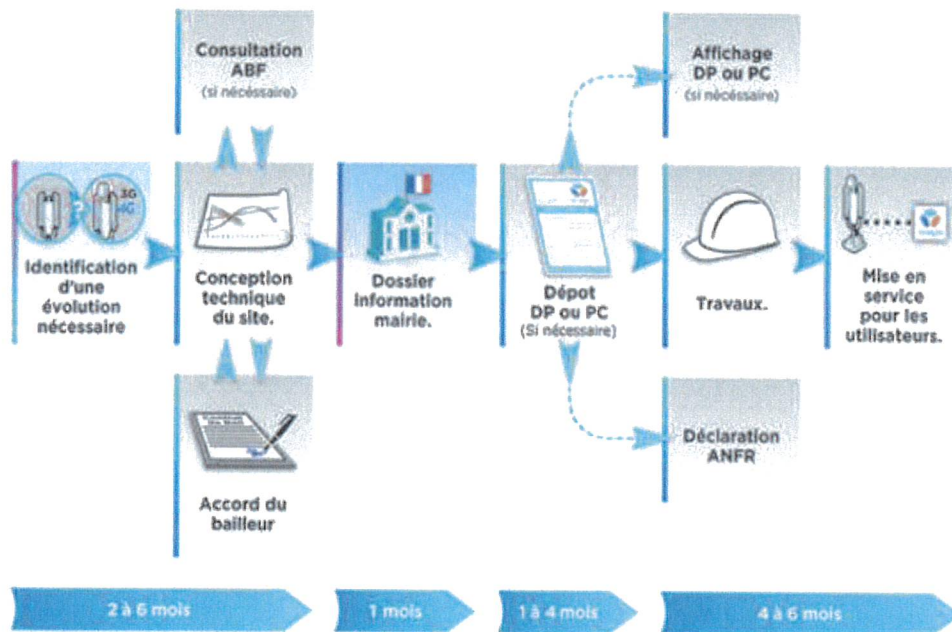 Consultation
ABF
(si nécéssaire)
Affichage
DP ou PC
(si nécéssaire)
3G
4G
?
Identification
d'une
évolution
nécessaire
Conception
technique
du site.
Dossier
information
mairie.
Dépot
DP ou PC
(Si nécessaire)
Travaux.
Mise en
service
pour les
utilisateurs.
Accord du
bailleur
Déclaration
ANFR
2 à 6 mois
1 mois
1 à 4 mois
4 à 6 mois